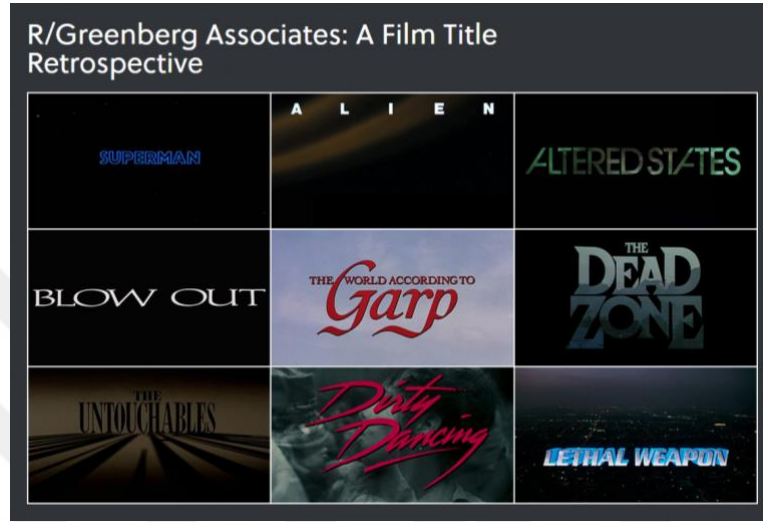 R/Greenberg Associates: A Film Title
Retrospective
SUPERMAN
A L I E N
ALTERED STATES
BLOW OUT
THE WORLD ACCORDING TO
Garp
THE
DEAD
ZONE
THE
UNTOUCHABLES
Dirty
Dancing
LETHAL WEAPON